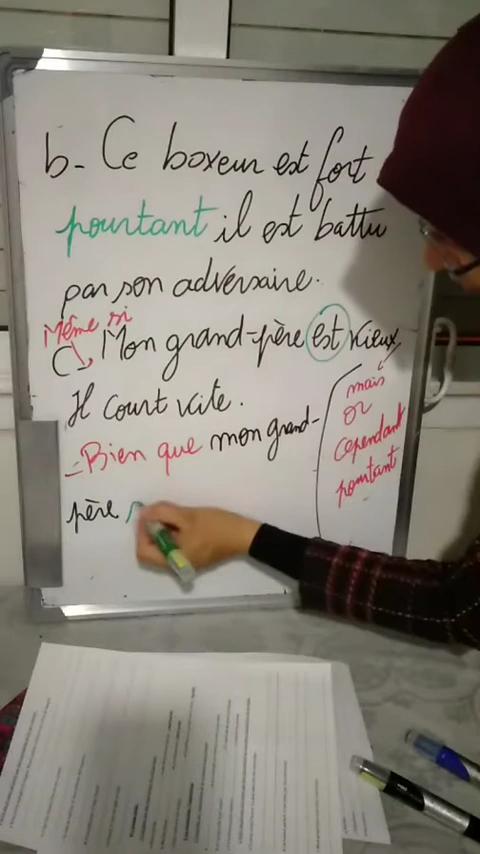 b- Ce boxeur est fort
pourtant il est battu
par son adversaire.
Même si
C, Mon grand-père est vieux.
Il court vite.
mais
or
cependant
pourtant
- Bien que mon grand-
père